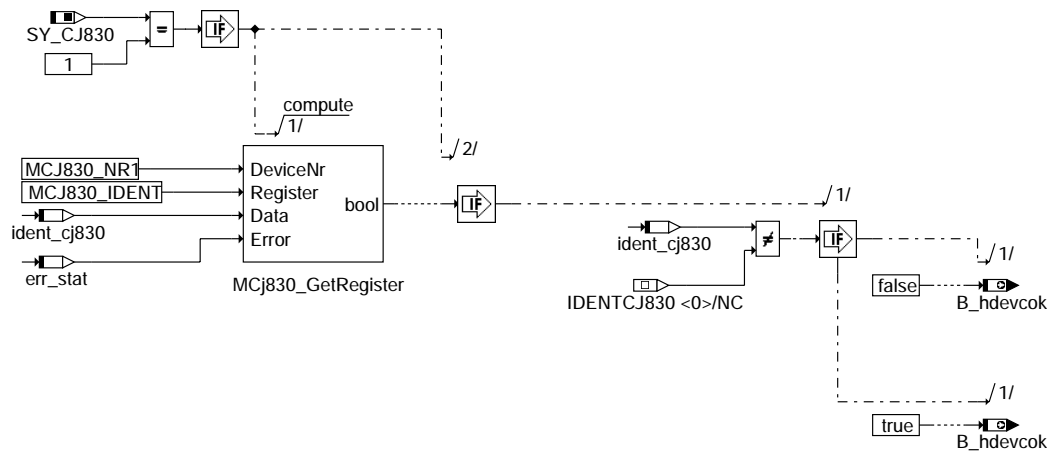 SY_CJ830
=
IF
1
compute
1/
2/
MCJ830_NR1
DeviceNr
MCJ830_IDENT
Register
bool
IF
1/
Data
ident_cj830
Error
err_stat
MCj830_GetRegister
ident_cj830
≠
IF
1/
IDENTCJ830 <0>/NC
false
B_hdevcok
1/
true
B_hdevcok